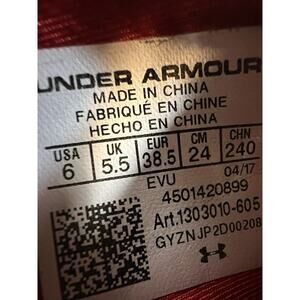 UNDER ARMOUR
MADE IN CHINA
FABRIQUÉ EN CHINE
HECHO EN CHINA
USA UK EUR CM CHN
6 5.5 38.5 24 240
EVU 04/17
4501420899
Art.1303010-605
GYZNJP2D00208